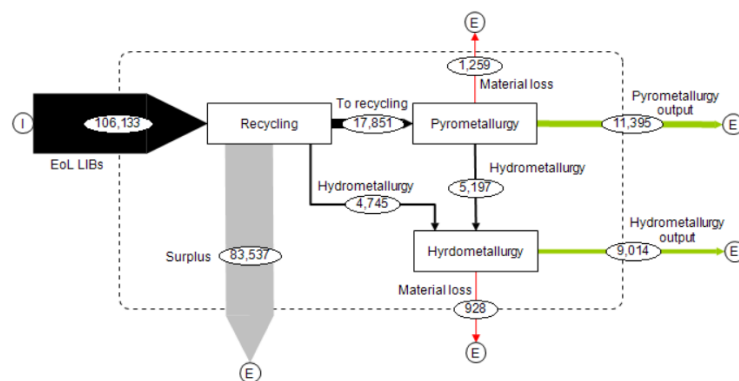 E
1,259
Material loss
To recycling
Pyrometallurgy
output
I
106,133
Recycling
17,851
Pyrometallurgy
11,395
E
EoL LIBs
Hydrometallurgy
4,745
Hydrometallurgy
5,197
Surplus
83,537
Hyrdometallurgy
Hydrometallurgy
output
9,014
E
Material loss
928
E
E